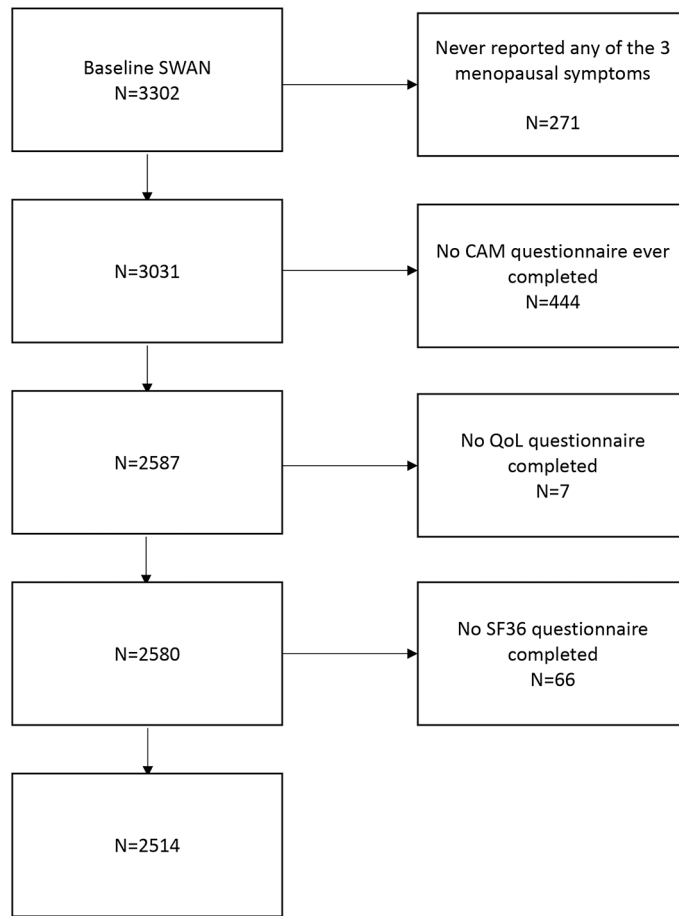 Baseline SWAN
N=3302
Never reported any of the 3
menopausal symptoms
N=271
N=3031
No CAM questionnaire ever
completed
N=444
N=2587
No QoL questionnaire
completed
N=7
N=2580
No SF36 questionnaire
completed
N=66
N=2514